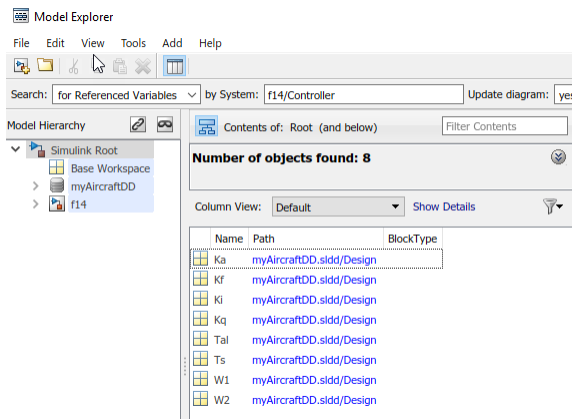 Model Explorer
File Edit View Tools Add Help
Search: for Referenced Variables by System: f14/Controller Update diagram: yes
Model Hierarchy Contents of: Root (and below) Filter Contents
Simulink Root
Base Workspace
myAircraftDD
f14
Number of objects found: 8
Column View: Default Show Details
Name Path BlockType
Ka myAircraftDD.sldd/Design
Kf myAircraftDD.sldd/Design
Ki myAircraftDD.sldd/Design
Kq myAircraftDD.sldd/Design
Tal myAircraftDD.sldd/Design
Ts myAircraftDD.sldd/Design
W1 myAircraftDD.sldd/Design
W2 myAircraftDD.sldd/Design